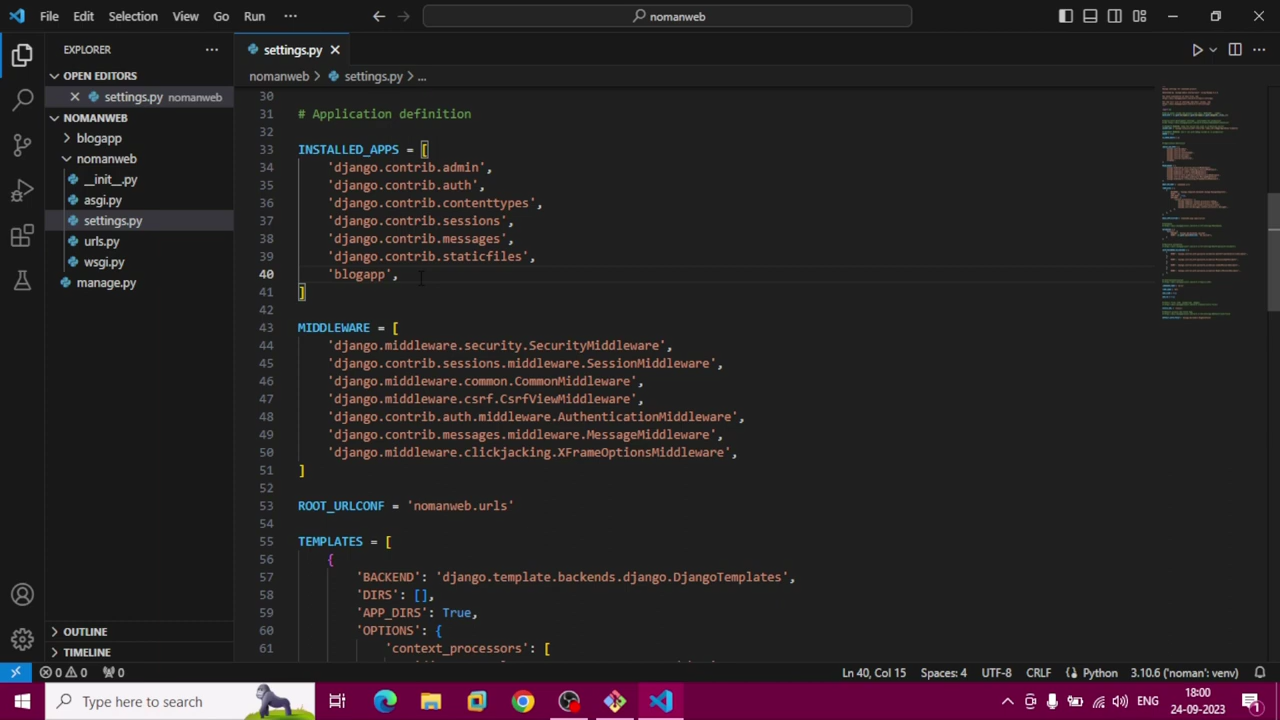 File Edit Selection View Go Run ...
nomanweb
EXPLORER
settings.py
OPEN EDITORS
settings.py nomanweb
nomanweb > settings.py > ...
NOMANWEB
blogapp
nomanweb
__init__.py
asgi.py
settings.py
urls.py
wsgi.py
manage.py
OUTLINE
TIMELINE
30
31 # Application definition
32
33 INSTALLED_APPS = [
34 'django.contrib.admin',
35 'django.contrib.auth',
36 'django.contrib.contenttypes',
37 'django.contrib.sessions',
38 'django.contrib.messages',
39 'django.contrib.staticfiles',
40 'blogapp',
41 ]
42
43 MIDDLEWARE = [
44 'django.middleware.security.SecurityMiddleware',
45 'django.contrib.sessions.middleware.SessionMiddleware',
46 'django.middleware.common.CommonMiddleware',
47 'django.middleware.csrf.CsrfViewMiddleware',
48 'django.contrib.auth.middleware.AuthenticationMiddleware',
49 'django.contrib.messages.middleware.MessageMiddleware',
50 'django.middleware.clickjacking.XFrameOptionsMiddleware',
51 ]
52
53 ROOT_URLCONF = 'nomanweb.urls'
54
55 TEMPLATES = [
56 {
57 'BACKEND': 'django.template.backends.django.DjangoTemplates',
58 'DIRS': [],
59 'APP_DIRS': True,
60 'OPTIONS': {
61 'context_processors': [
0 0 0 Ln 40, Col 15 Spaces: 4 UTF-8 CRLF Python 3.10.6 ('noman': venv)
Type here to search
ENG
18:00
24-09-2023
1